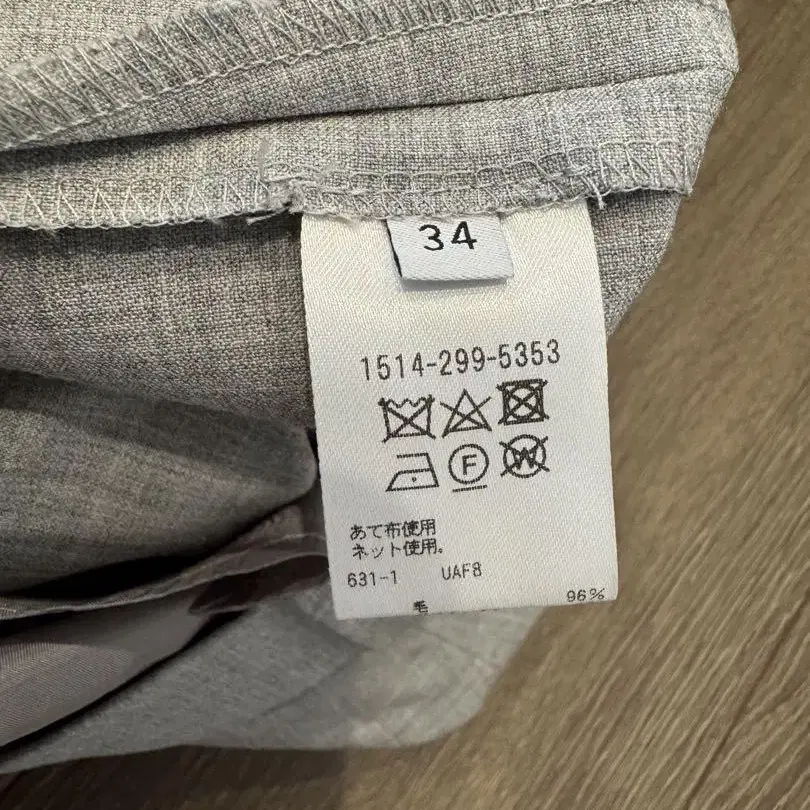 34
1514-299-5353
F W
あて布使用
ネット使用。
631-1 UAF8
毛 96%